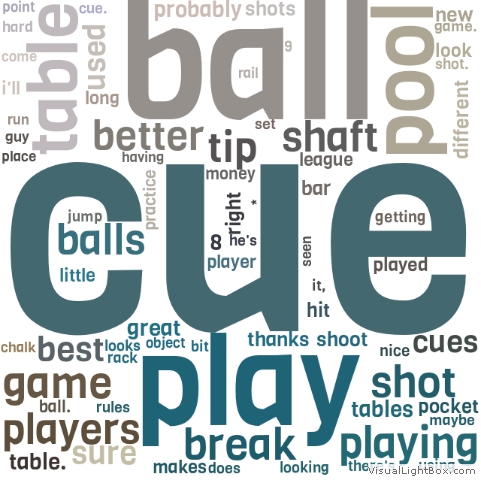 point
cue.
probably
shots
new
game.
hard
table
used
ball
g
pool
look
shot.
come
rail
different
i'll
long
run
guy
place
better
set
tip
shaft
having
league
money
practice
cue
bar
right
*
jump
balls
8
he's
getting
player
seen
played
little
it,
hit
great
thanks
shoot
chalk
best
looks
object
bit
nice
cues
rack
play
game
shot
ball.
rules
tables
pocket
maybe
players
break
playing
table.
sure
makes
does
looking
there's
using
VisualLightBox.com